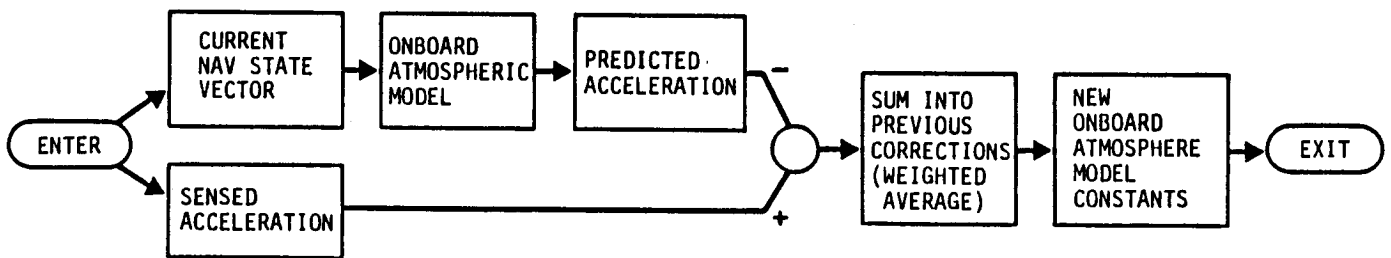 ENTER
CURRENT
NAV STATE
VECTOR
ONBOARD
ATMOSPHERIC
MODEL
PREDICTED
ACCELERATION
−
SENSED
ACCELERATION
+
SUM INTO
PREVIOUS
CORRECTIONS
(WEIGHTED
AVERAGE)
NEW
ONBOARD
ATMOSPHERE
MODEL
CONSTANTS
EXIT